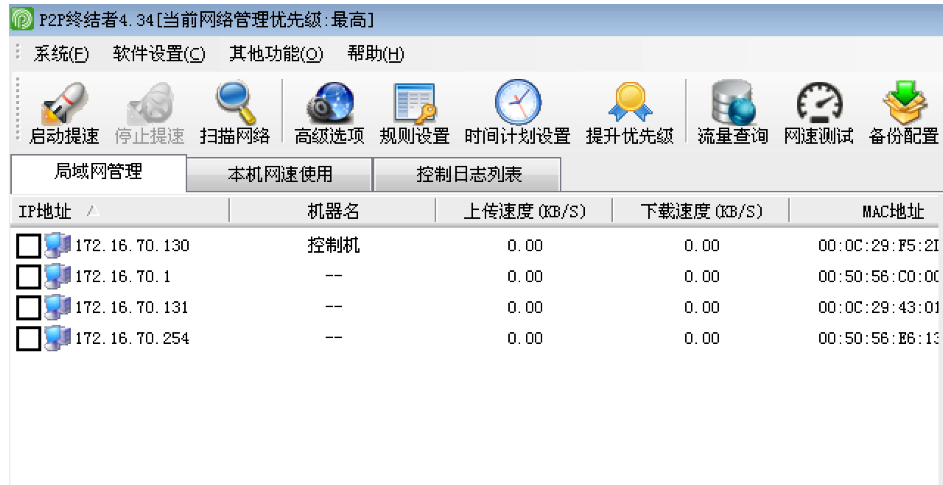 P2P终结者4.34[当前网络管理优先级:最高]
系统(F) 软件设置(C) 其他功能(O) 帮助(H)
启动提速 停止提速 扫描网络 高级选项 规则设置 时间计划设置 提升优先级 流量查询 网速测试 备份配置
局域网管理 本机网速使用 控制日志列表
IP地址 机器名 上传速度(KB/S) 下载速度(KB/S) MAC地址
172.16.70.130 控制机 0.00 0.00 00:0C:29:F5:2
172.16.70.1 -- 0.00 0.00 00:50:56:C0:00
172.16.70.131 -- 0.00 0.00 00:0C:29:43:01
172.16.70.254 -- 0.00 0.00 00:50:56:E6:13